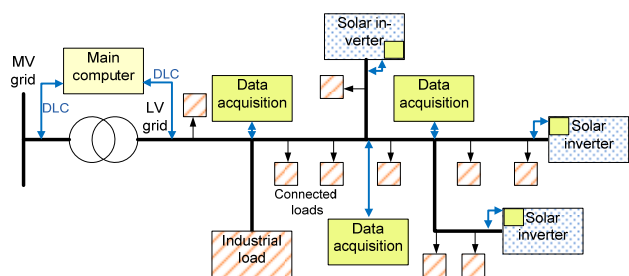 Solar in-
verter
MV
grid
Main
computer
DLC
DLC
LV
grid
Data
acquisition
Data
acquisition
Solar
inverter
Connected
loads
Industrial
load
Data
acquisition
Solar
inverter